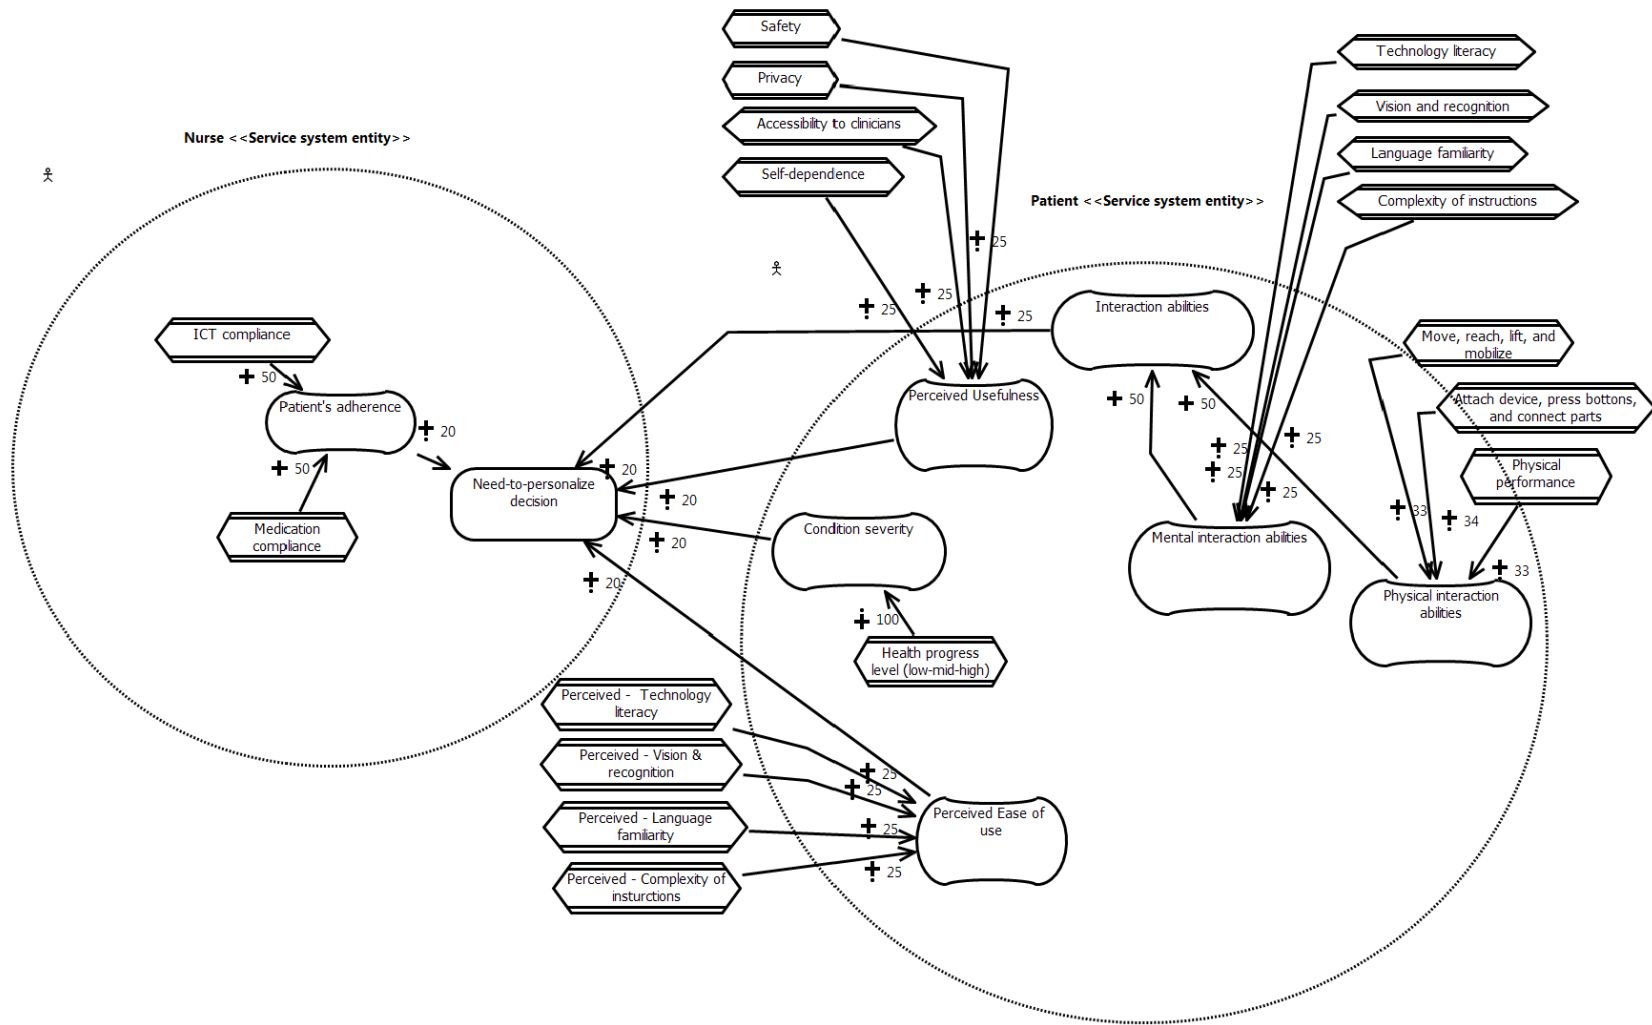 Safety
Privacy
Accessibility to clinicians
Self-dependence
Technology literacy
Vision and recognition
Language familiarity
Complexity of instructions
Nurse <<Service system entity>>
Patient <<Service system entity>>
25
25
25
25
Interaction abilities
ICT compliance
50
Patient's adherence
20
50
Medication
compliance
Need-to-personalize
decision
20
20
20
20
Perceived Usefulness
Condition severity
100
Health progress
level (low-mid-high)
50
50
25
25
25
25
Mental interaction abilities
Move, reach, lift, and
mobilize
Attach device, press bottons,
and connect parts
Physical
performance
33
34
33
Physical interaction
abilities
Perceived -  Technology
literacy
Perceived - Vision &
recognition
Perceived - Language
familiarity
Perceived - Complexity of
insturctions
25
25
25
25
Perceived Ease of
use